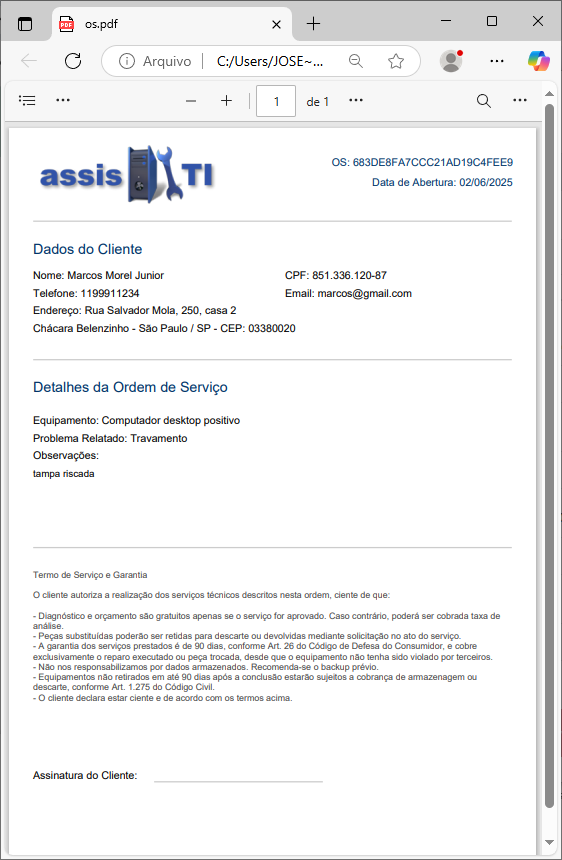 os.pdf
Arquivo
C:/Users/JOSE~...
1 de 1
assis TI
OS: 683DE8FA7CCC21AD19C4FEE9
Data de Abertura: 02/06/2025
Dados do Cliente
Nome: Marcos Morel Junior
CPF: 851.336.120-87
Telefone: 1199911234
Email: marcos@gmail.com
Endereço: Rua Salvador Mola, 250, casa 2
Chácara Belenzinho - São Paulo / SP - CEP: 03380020
Detalhes da Ordem de Serviço
Equipamento: Computador desktop positivo
Problema Relatado: Travamento
Observações:
tampa riscada
Termo de Serviço e Garantia
O cliente autoriza a realização dos serviços técnicos descritos nesta ordem, ciente de que:
- Diagnóstico e orçamento são gratuitos apenas se o serviço for aprovado. Caso contrário, poderá ser cobrada taxa de
análise.
- Peças substituídas poderão ser retidas para descarte ou devolvidas mediante solicitação no ato do serviço.
- A garantia dos serviços prestados é de 90 dias, conforme Art. 26 do Código de Defesa do Consumidor, e cobre
exclusivamente o reparo executado ou peça trocada, desde que o equipamento não tenha sido violado por terceiros.
- Não nos responsabilizamos por dados armazenados. Recomenda-se o backup prévio.
- Equipamentos não retirados em até 90 dias após a conclusão estarão sujeitos a cobrança de armazenagem ou
descarte, conforme Art. 1.275 do Código Civil.
- O cliente declara estar ciente e de acordo com os termos acima.
Assinatura do Cliente: